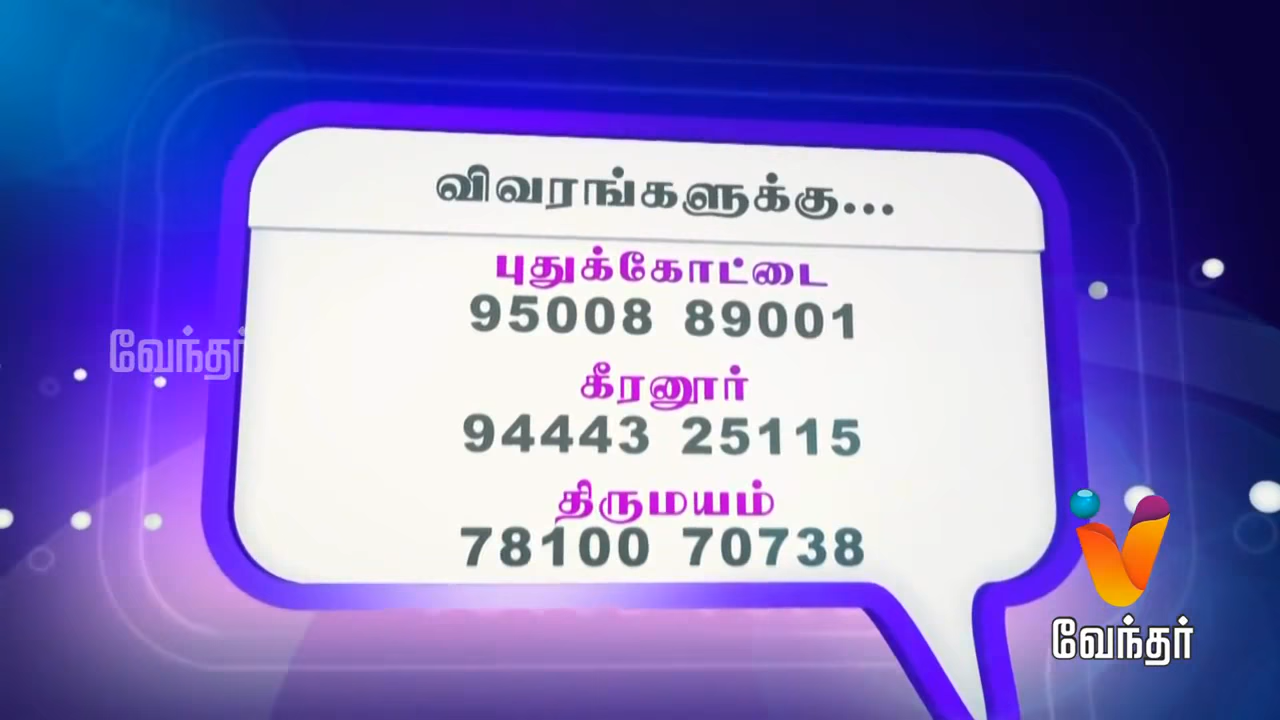 விவரங்களுக்கு...
புதுக்கோட்டை
95008 89001
வேந்தர்
கீரனூர்
94443 25115
திருமயம்
78100 70738
வேந்தர்